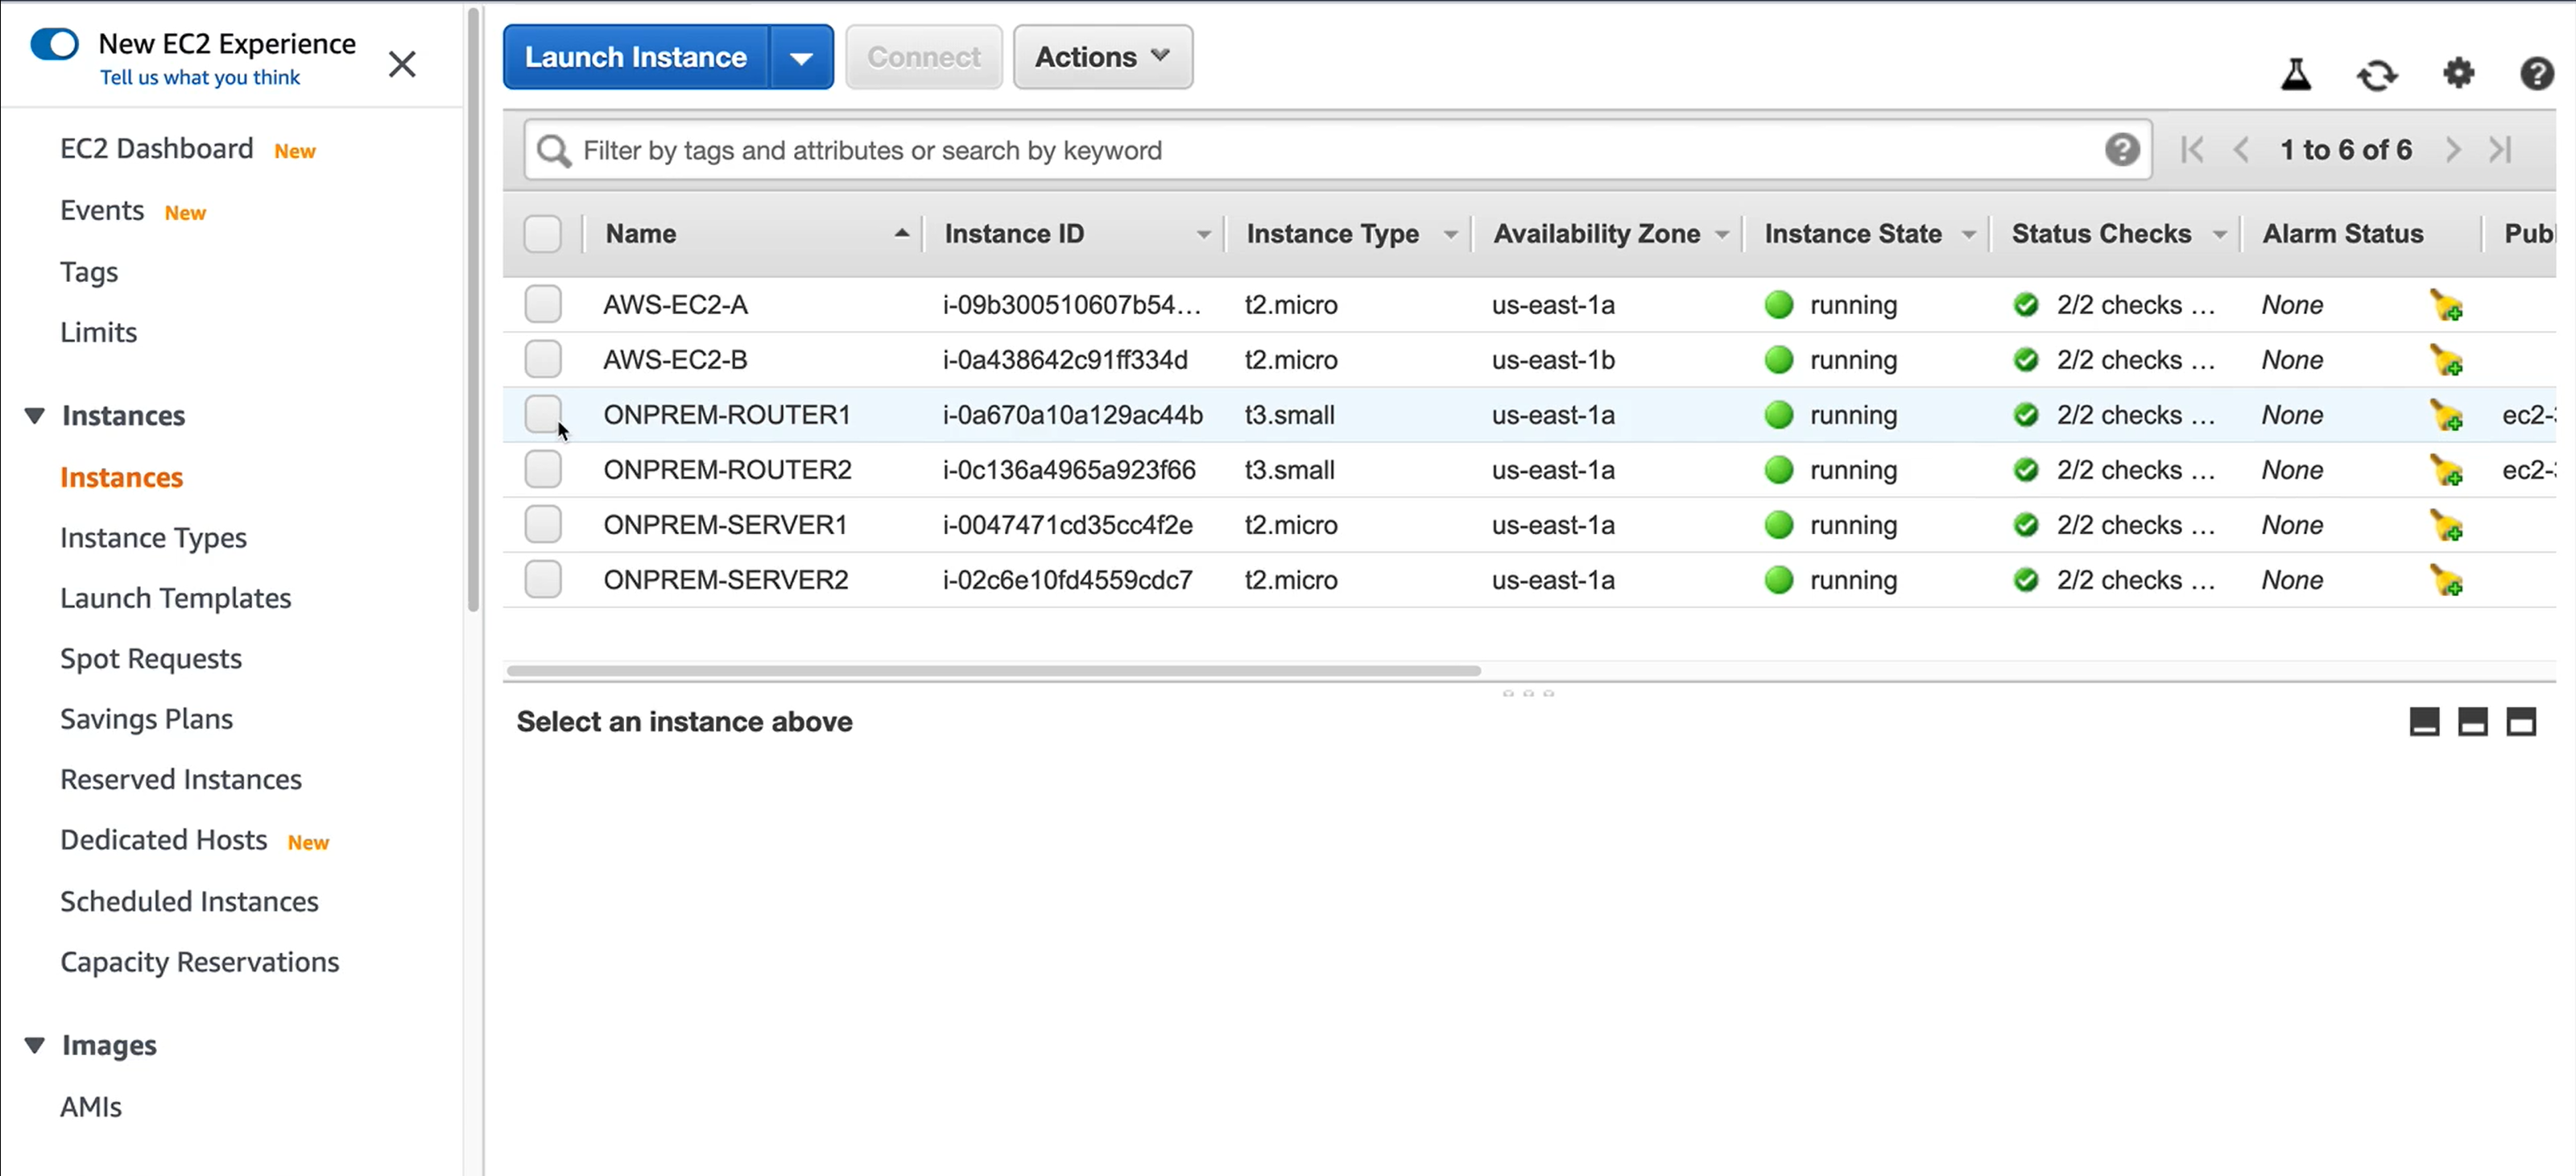 New EC2 Experience
Tell us what you think
EC2 Dashboard New
Events New
Tags
Limits
Instances
Instances
Instance Types
Launch Templates
Spot Requests
Savings Plans
Reserved Instances
Dedicated Hosts New
Scheduled Instances
Capacity Reservations
Images
AMIs
Launch Instance Connect Actions
Filter by tags and attributes or search by keyword 1 to 6 of 6
Name Instance ID Instance Type Availability Zone Instance State Status Checks Alarm Status Publ
AWS-EC2-A i-09b300510607b54... t2.micro us-east-1a running 2/2 checks ... None
AWS-EC2-B i-0a438642c91ff334d t2.micro us-east-1b running 2/2 checks ... None
ONPREM-ROUTER1 i-0a670a10a129ac44b t3.small us-east-1a running 2/2 checks ... None ec2-3
ONPREM-ROUTER2 i-0c136a4965a923f66 t3.small us-east-1a running 2/2 checks ... None ec2-3
ONPREM-SERVER1 i-0047471cd35cc4f2e t2.micro us-east-1a running 2/2 checks ... None
ONPREM-SERVER2 i-02c6e10fd4559cdc7 t2.micro us-east-1a running 2/2 checks ... None
Select an instance above